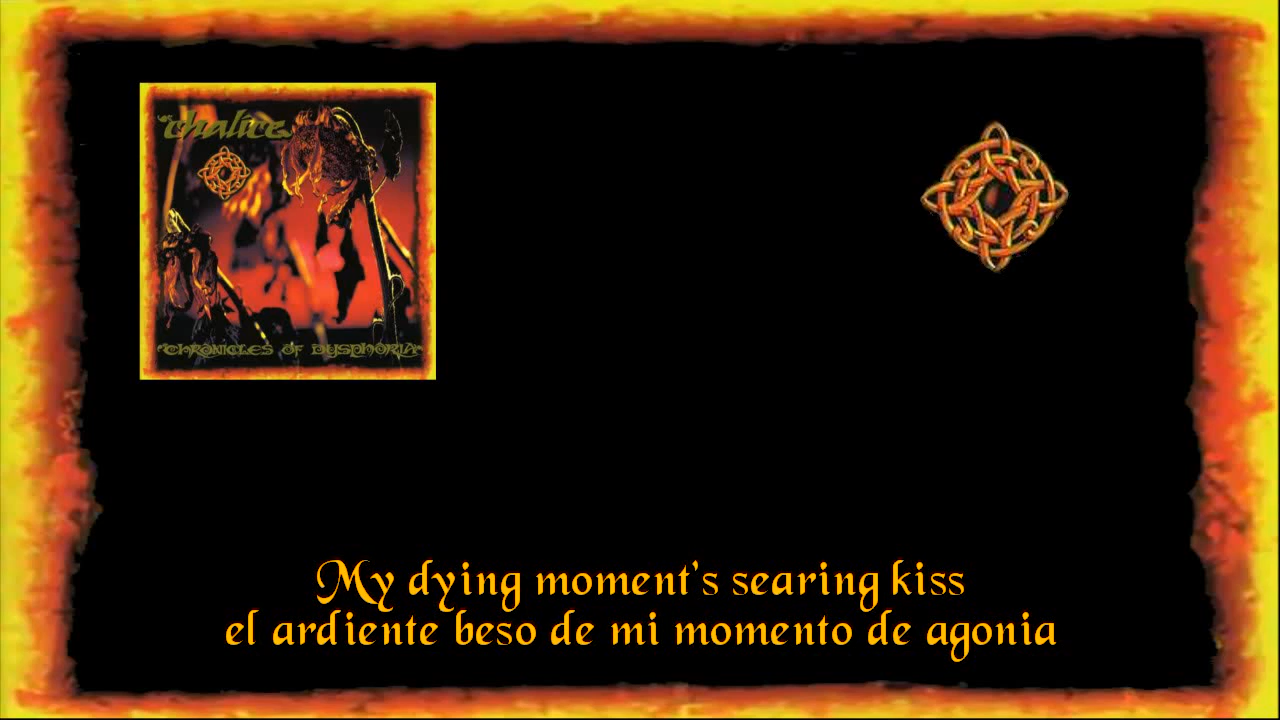 chalice
CHRONICLES OF DYSPHORIA
My dying moment's searing kiss
el ardiente beso de mi momento de agonia